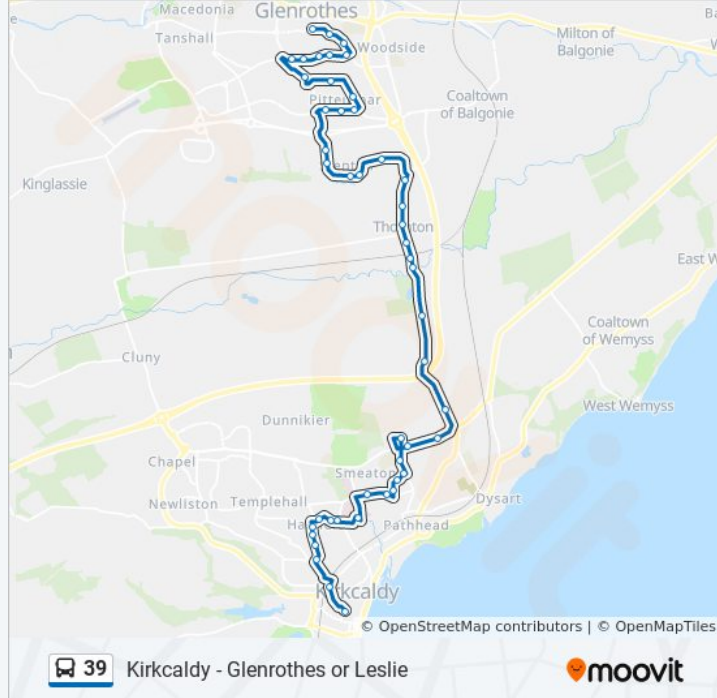 Macedonia
Glenrothes
Tanshall
Woodside
Milton of
Balgonie
Coaltown
of Balgonie
Kinglassie
East W
Coaltown
of Wemyss
Cluny
West Wemyss
Dunnikier
Chapel
Smeaton
Newliston
Templehall
Dysart
Pathhead
Kirkcaldy
© OpenStreetMap contributors | © OpenMapTiles
39
Kirkcaldy - Glenrothes or Leslie
moovit